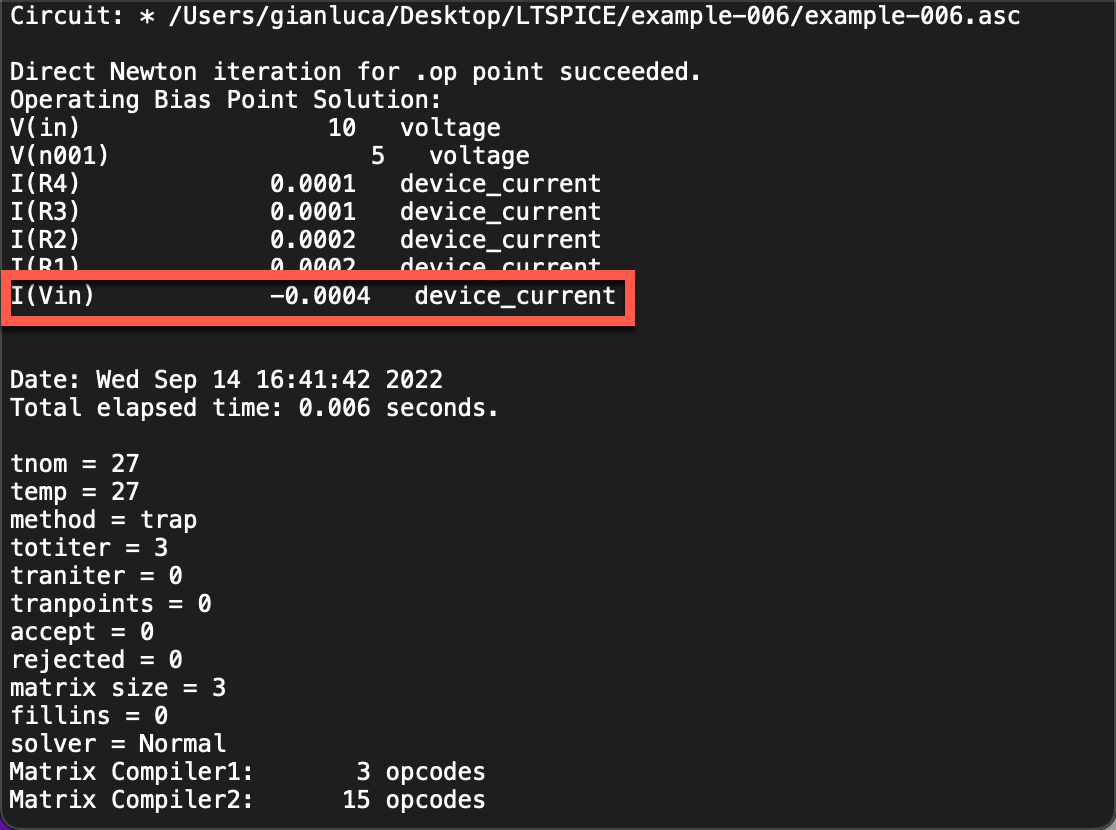 Circuit: * /Users/gianluca/Desktop/LTSPICE/example-006/example-006.asc
Direct Newton iteration for .op point succeeded.
Operating Bias Point Solution:
V(in) 10 voltage
V(n001) 5 voltage
I(R4) 0.0001 device_current
I(R3) 0.0001 device_current
I(R2) 0.0002 device_current
I(R1) 0.0002 device_current
I(Vin) -0.0004 device_current
Date: Wed Sep 14 16:41:42 2022
Total elapsed time: 0.006 seconds.
tnom = 27
temp = 27
method = trap
totiter = 3
traniter = 0
tranpoints = 0
accept = 0
rejected = 0
matrix size = 3
fillins = 0
solver = Normal
Matrix Compiler1: 3 opcodes
Matrix Compiler2: 15 opcodes